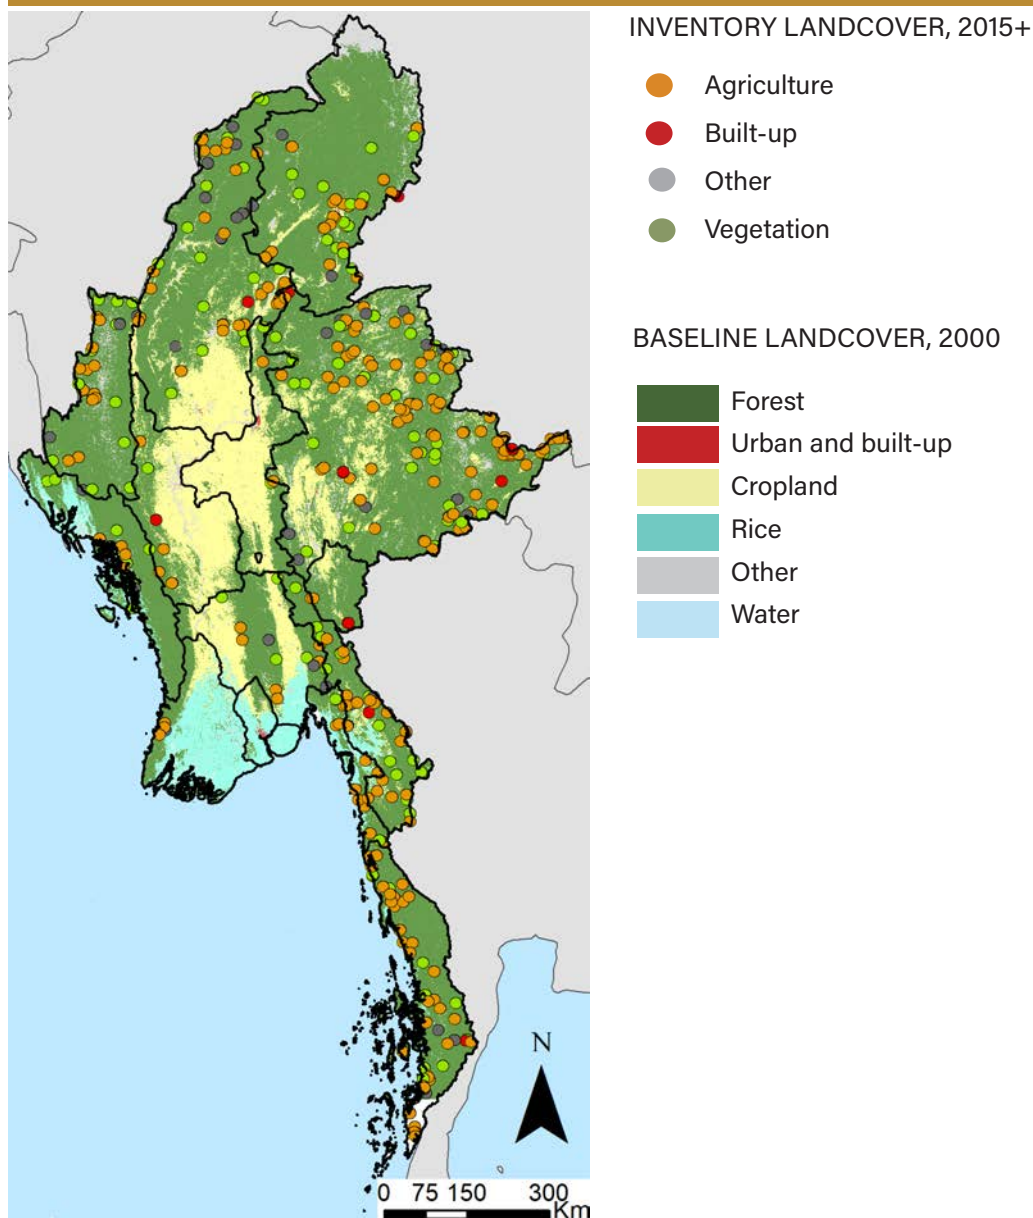 INVENTORY LANDCOVER, 2015+
Agriculture
Built-up
Other
Vegetation
BASELINE LANDCOVER, 2000
Forest
Urban and built-up
Cropland
Rice
Other
Water
N
0 75 150 300
Km